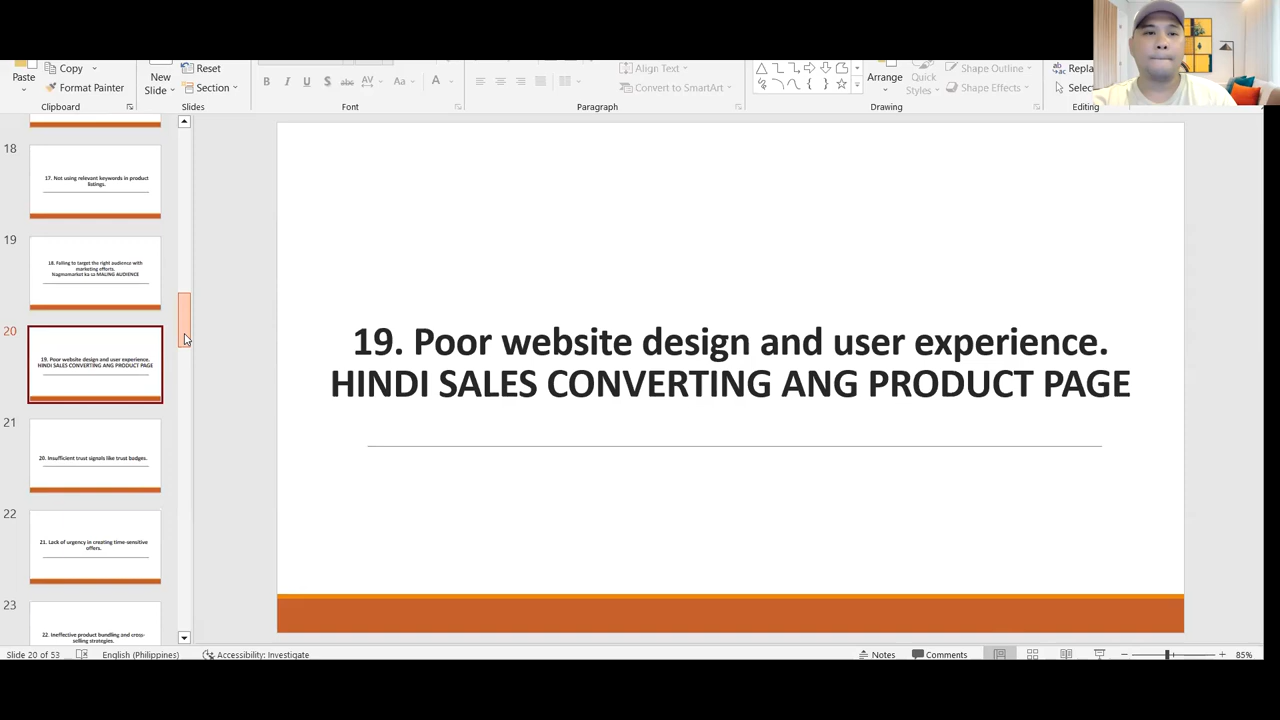 Paste
Copy
Format Painter
Clipboard
New
Slide
Reset
Section
Slides
B
I
U
S
abc
AV
Aa
A
Font
Align Text
Convert to SmartArt
Paragraph
Arrange
Quick
Styles
Shape Outline
Shape Effects
Drawing
Editing
18
17. Not using relevant keywords in product
listings.
19
18. Failing to target the right audience with
marketing efforts.
Nagmamarket ka sa MALING AUDIENCE
20
19. Poor website design and user experience.
HINDI SALES CONVERTING ANG PRODUCT PAGE
21
20. Insufficient trust signals like trust badges.
22
21. Lack of urgency in creating time-sensitive
offers.
23
22. Ineffective product bundling and cross-
selling strategies.
19. Poor website design and user experience.
HINDI SALES CONVERTING ANG PRODUCT PAGE
Slide 20 of 53
English (Philippines)
Accessibility: Investigate
Notes
Comments
85%